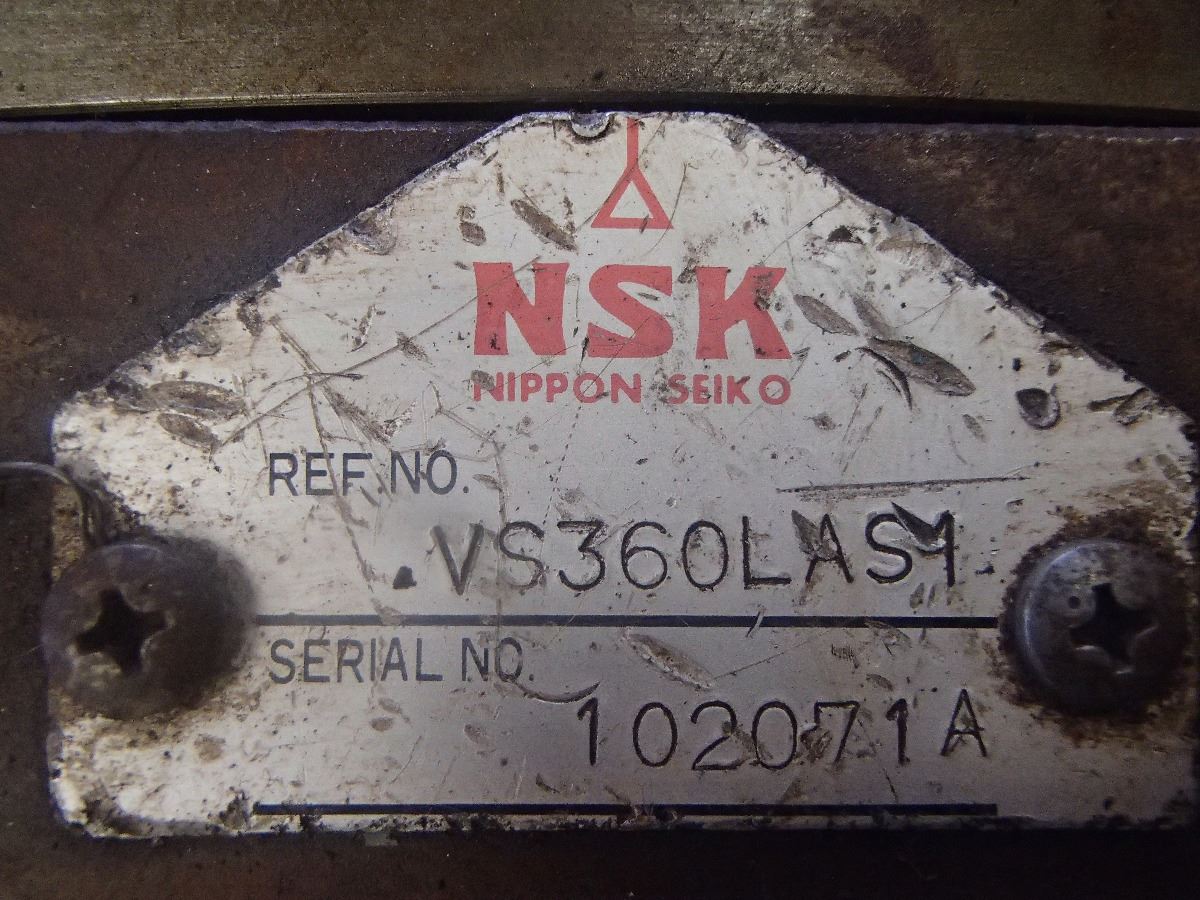 NSK
NIPPON SEIKO
REF.NO.
VS360LAS1
SERIAL NO.
102071A